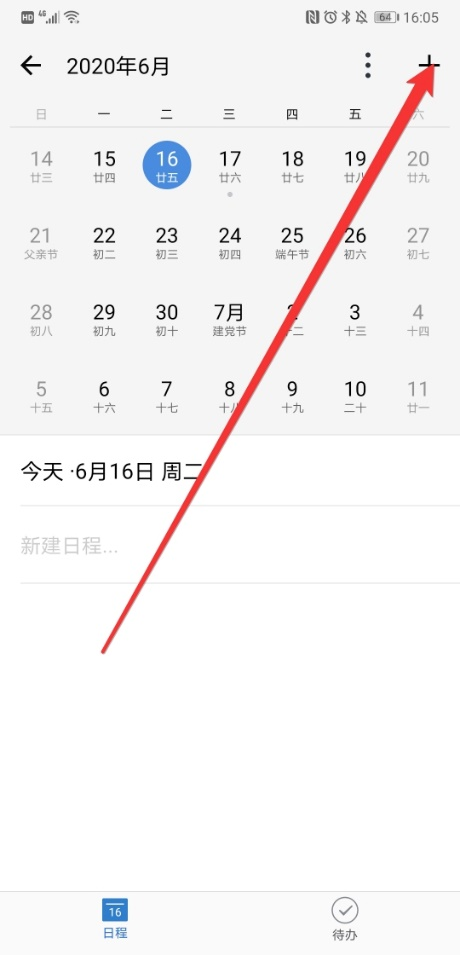 HD 4G 64 16:05
2020年6月
日 一 二 三 四 五 六
14 15 16 17 18 19 20
廿三 廿四 廿五 廿六 廿七 廿八 廿九
21 22 23 24 25 26 27
父亲节 初二 初三 初四 端午节 初六 初七
28 29 30 7月 2 3 4
初八 初九 初十 建党节 十二 十三 十四
5 6 7 8 9 10 11
十五 十六 十七 十八 十九 二十 廿一
今天 ·6月16日 周二
新建日程...
16
日程 待办